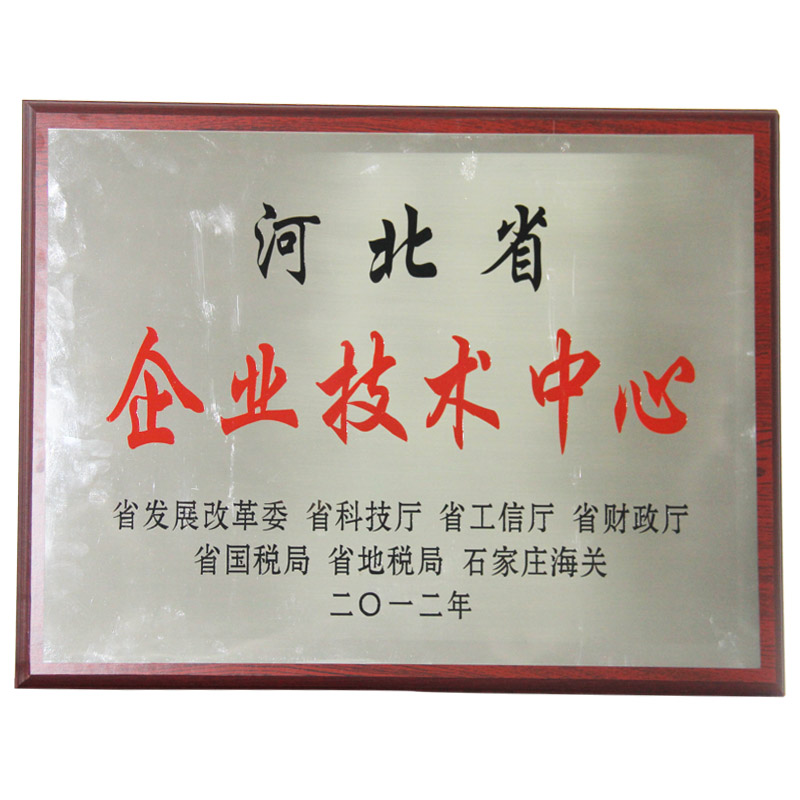 河北省
企业技术中心
省发展改革委 省科技厅 省工信厅 省财政厅
省国税局 省地税局 石家庄海关
二〇一二年